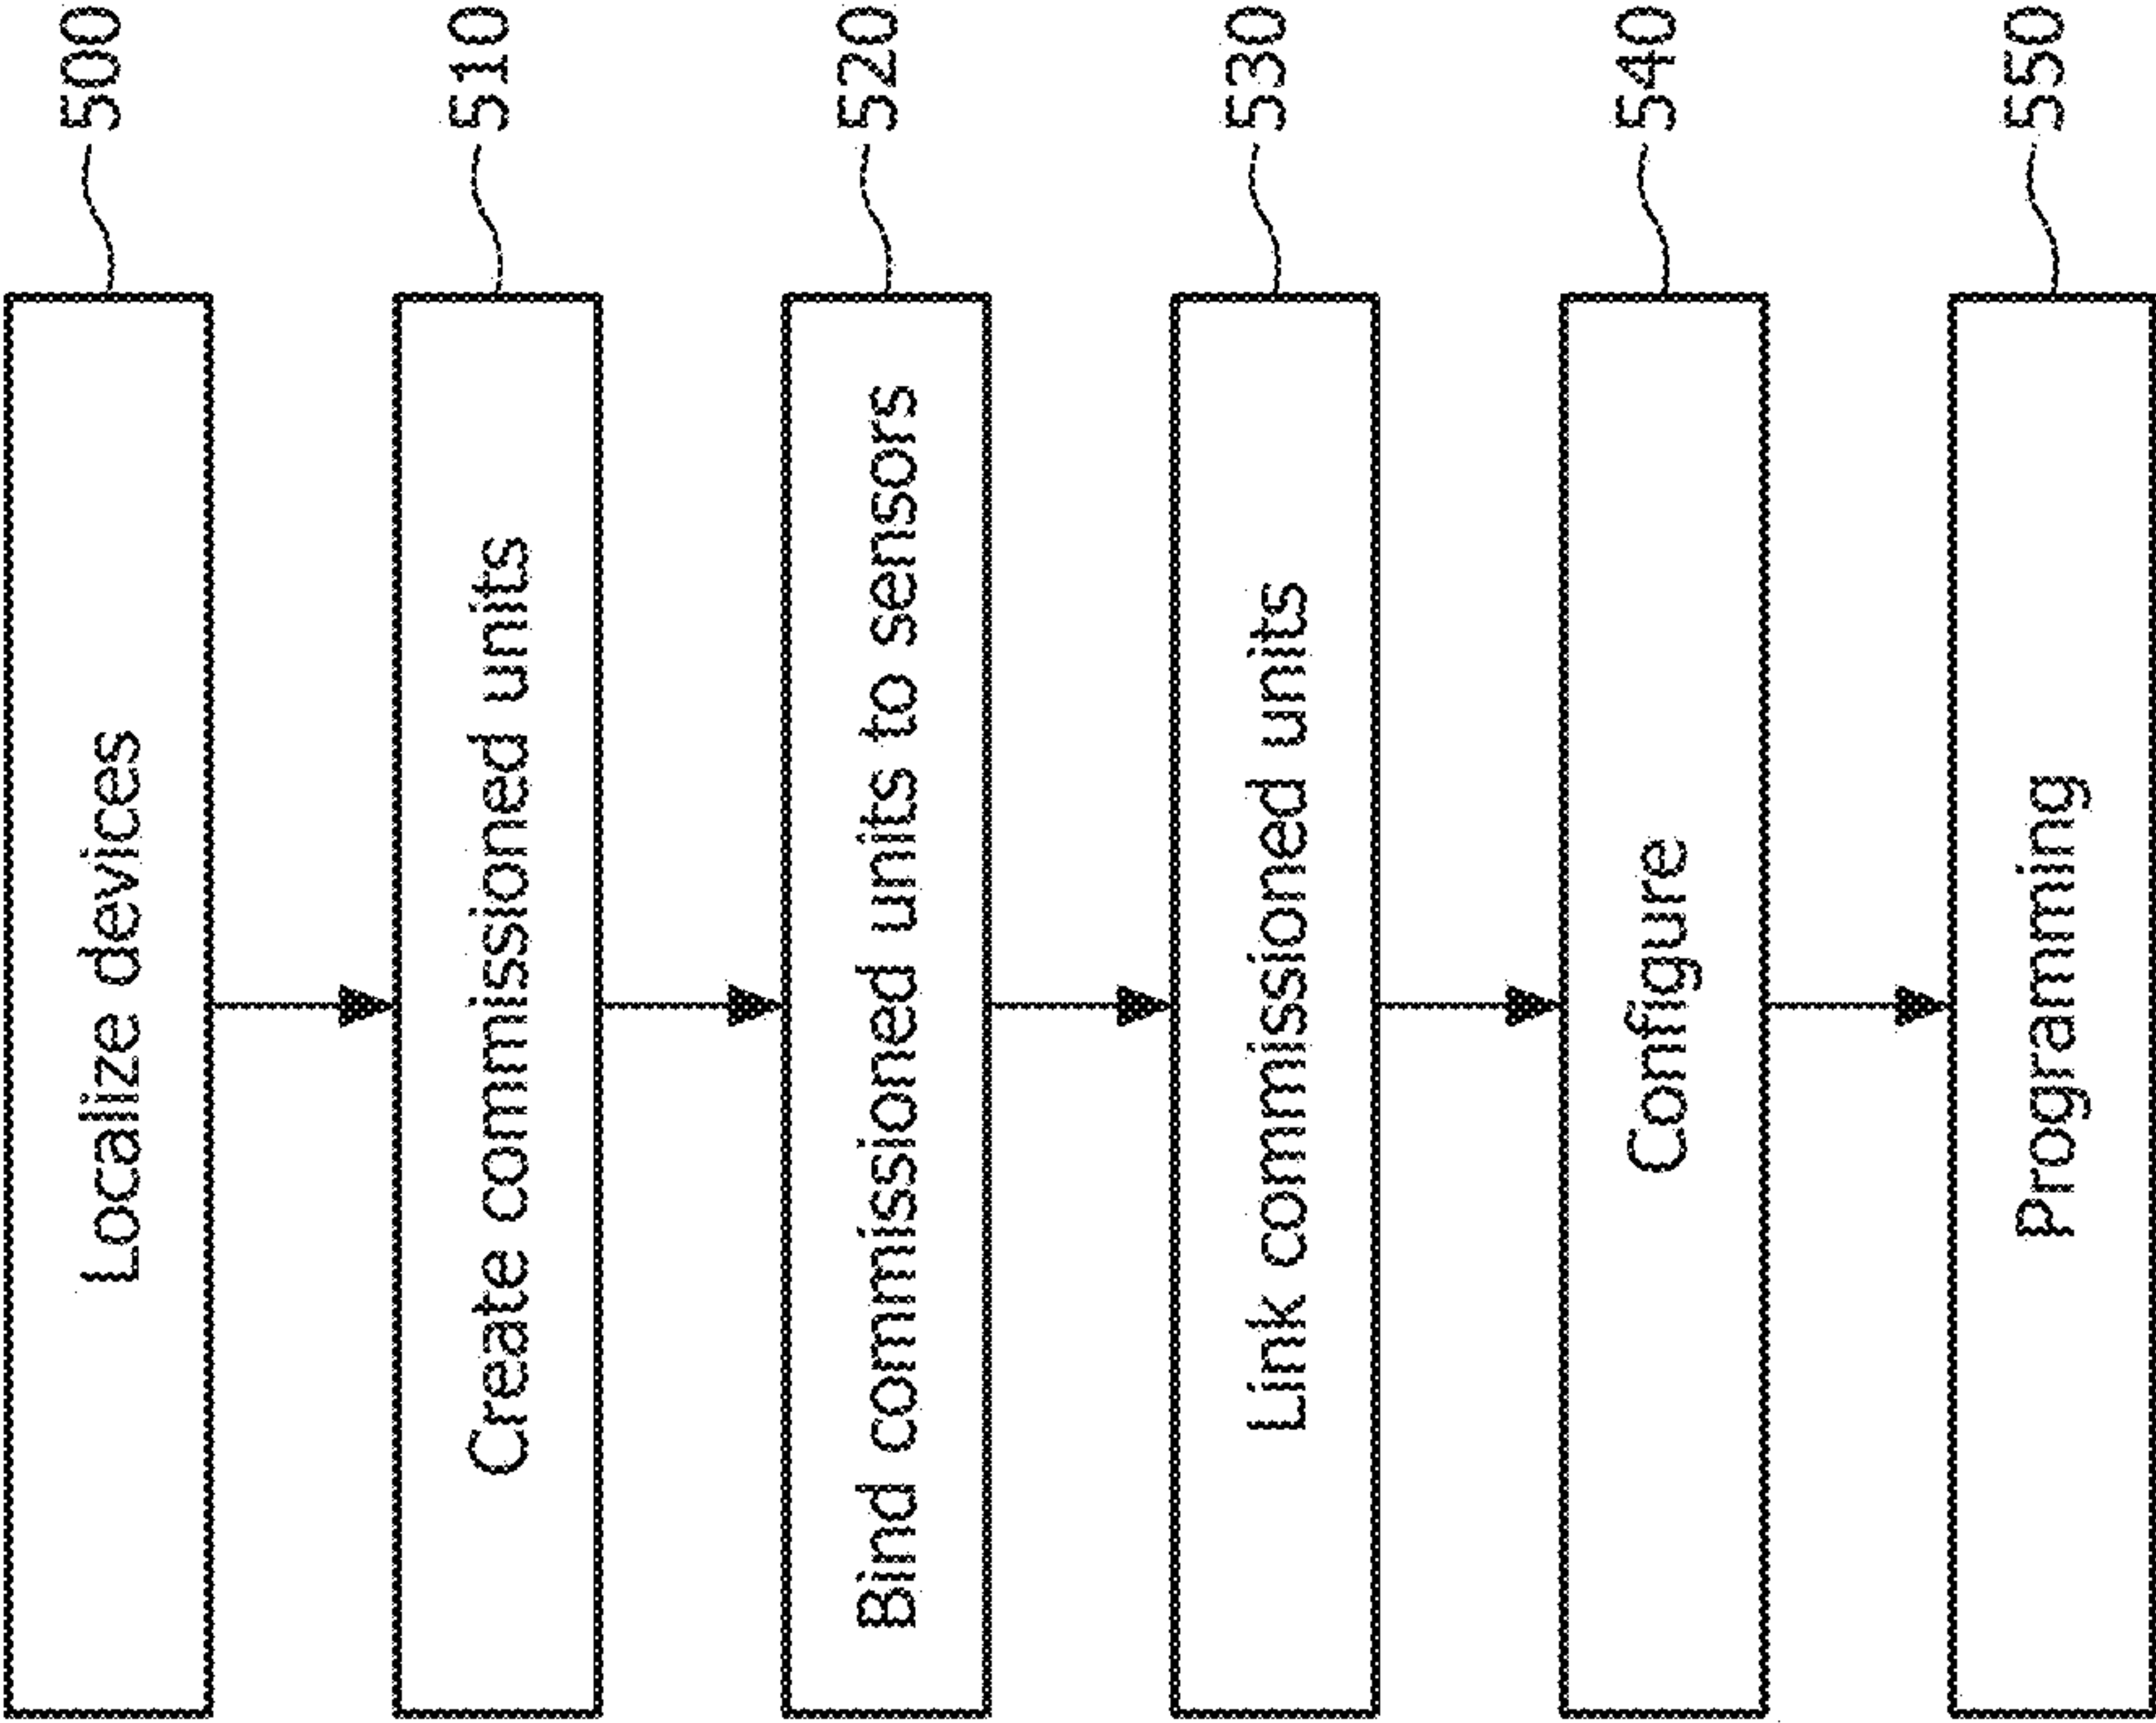 Localize devices
500
Create commissioned units
510
Bind commissioned units to sensors
520
Link commissioned units
530
Configure
540
Programming
550